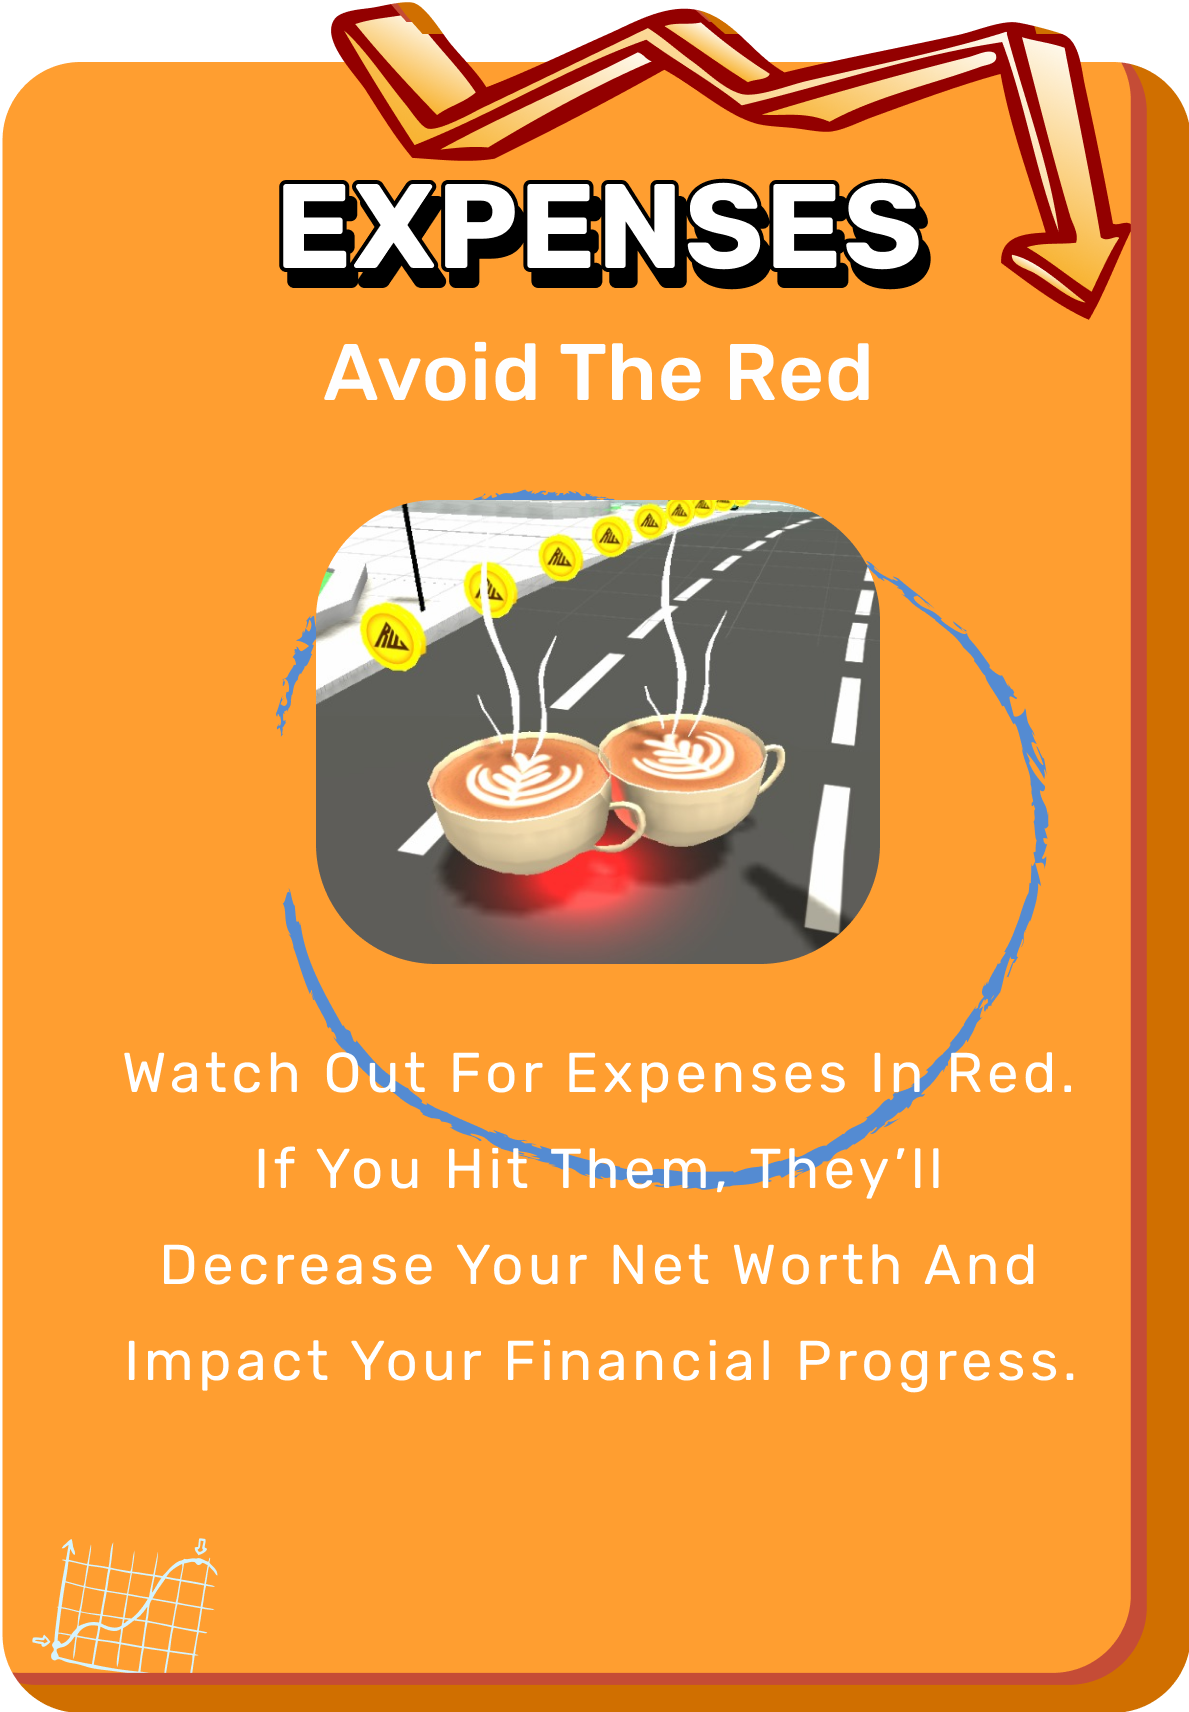 EXPENSES
Avoid The Red
Watch Out For Expenses In Red.
If You Hit Them, They’ll
Decrease Your Net Worth And
Impact Your Financial Progress.